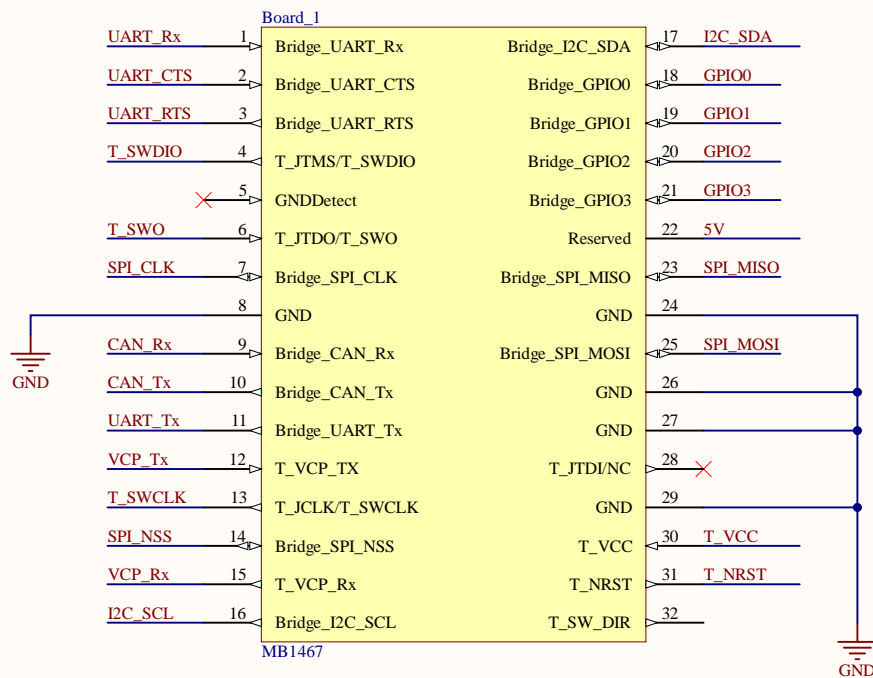 Board_1
UART_Rx 1 Bridge_UART_Rx Bridge_I2C_SDA 17 I2C_SDA
UART_CTS 2 Bridge_UART_CTS Bridge_GPIO0 18 GPIO0
UART_RTS 3 Bridge_UART_RTS Bridge_GPIO1 19 GPIO1
T_SWDIO 4 T_JTMS/T_SWDIO Bridge_GPIO2 20 GPIO2
5 GNDDetect Bridge_GPIO3 21 GPIO3
T_SWO 6 T_JTDO/T_SWO Reserved 22 5V
SPI_CLK 7 Bridge_SPI_CLK Bridge_SPI_MISO 23 SPI_MISO
8 GND GND 24
CAN_Rx 9 Bridge_CAN_Rx Bridge_SPI_MOSI 25 SPI_MOSI
GND
CAN_Tx 10 Bridge_CAN_Tx GND 26
UART_Tx 11 Bridge_UART_Tx GND 27
VCP_Tx 12 T_VCP_TX T_JTDI/NC 28
T_SWCLK 13 T_JCLK/T_SWCLK GND 29
SPI_NSS 14 Bridge_SPI_NSS T_VCC 30 T_VCC
VCP_Rx 15 T_VCP_Rx T_NRST 31 T_NRST
I2C_SCL 16 Bridge_I2C_SCL T_SW_DIR 32
MB1467
GND